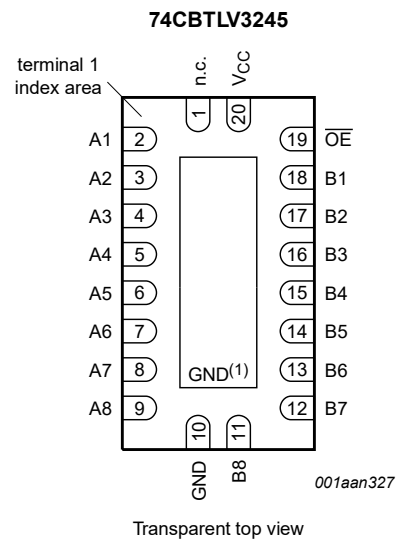 74CBTLV3245
terminal 1
index area
n.c.
VCC
1
20
A1 2 19 OE
A2 3 18 B1
A3 4 17 B2
A4 5 16 B3
A5 6 15 B4
A6 7 14 B5
A7 8 GND(1) 13 B6
A8 9 12 B7
10
11
GND
B8
001aan327
Transparent top view